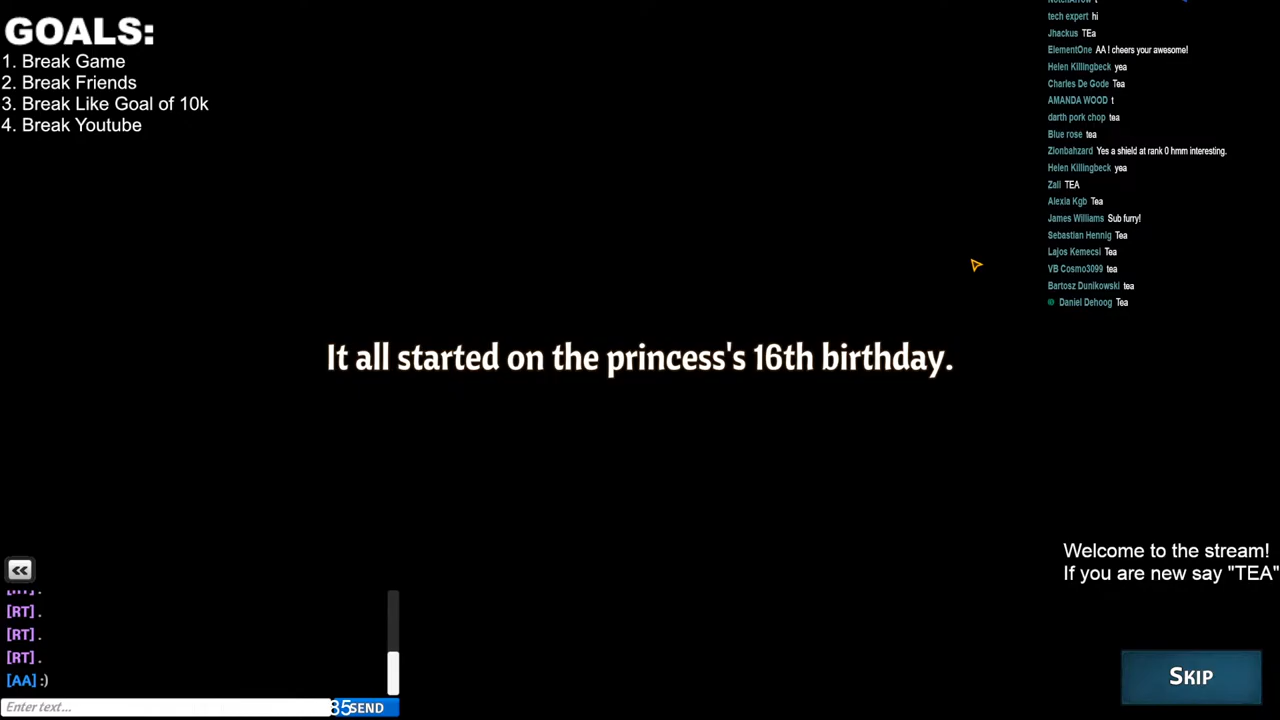 GOALS:
1. Break Game
2. Break Friends
3. Break Like Goal of 10k
4. Break Youtube
tech expert hi
Jhackus TEa
ElementOne AA ! cheers your awesome!
Helen Killingbeck yea
Charles De Gode Tea
AMANDA WOOD t
darth pork chop tea
Blue rose tea
Zionbahzard Yes a shield at rank 0 hmm interesting.
Helen Killingbeck yea
Zali TEA
Alexia Kgb Tea
James Williams Sub furry!
Sebastian Hennig Tea
Lajos Kemecsi Tea
VB Cosmo3099 tea
Bartosz Dunikowski tea
Daniel Dehoog Tea
It all started on the princess's 16th birthday.
Welcome to the stream!
If you are new say "TEA"
[RT] .
[RT] .
[RT] .
[RT] .
[AA] :)
Enter text...
35
SEND
SKIP